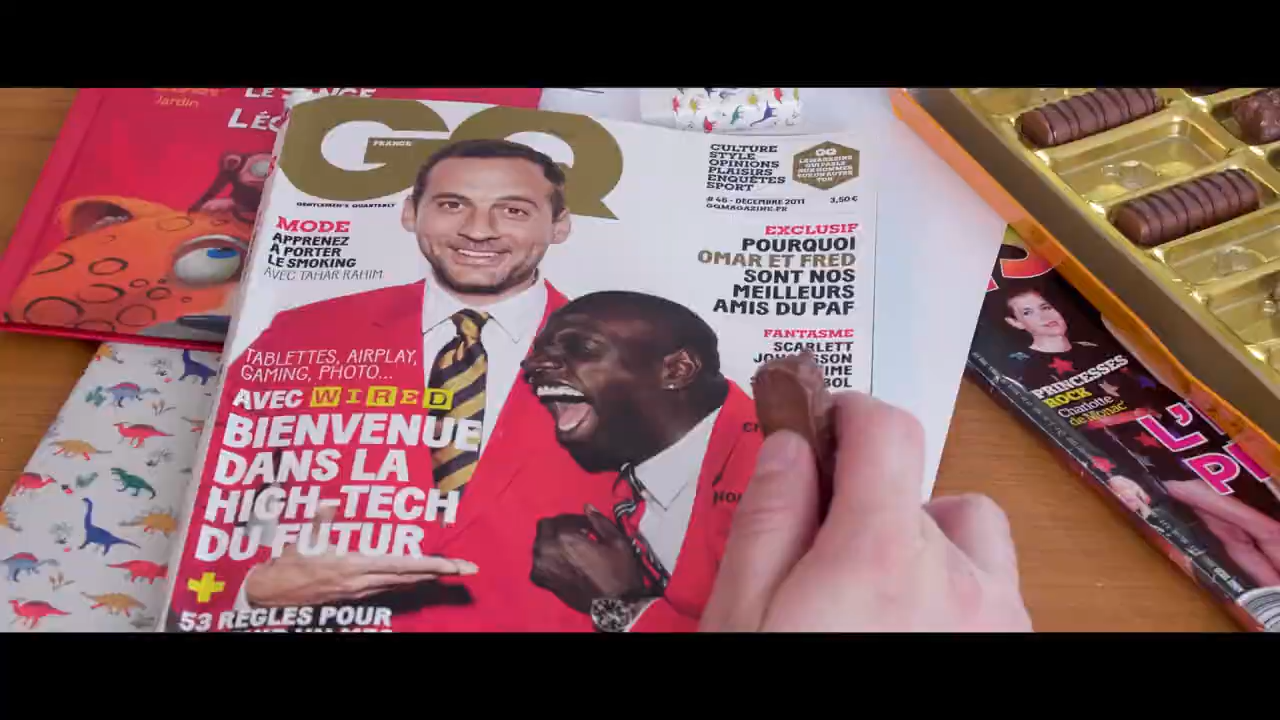 Jardin
GQ
FRANCE
GENTLEMEN'S QUARTERLY
MODE
APPRENEZ
À PORTER
LE SMOKING
AVEC TAHAR RAHIM
TABLETTES, AIRPLAY,
GAMING, PHOTO...
AVEC WIRED
BIENVENUE
DANS LA
HIGH-TECH
DU FUTUR
+
53 RÈGLES POUR
CULTURE
STYLE
OPINIONS
PLAISIRS
ENQUÊTES
SPORT
GQ
# 46 - DÉCEMBRE 2011
GQMAGAZINE.FR
3,50 €
EXCLUSIF
POURQUOI
OMAR ET FRED
SONT NOS
MEILLEURS
AMIS DU PAF
FANTASME
SCARLETT
PRINCESSES
ROCK
Charlotte
de Monac'